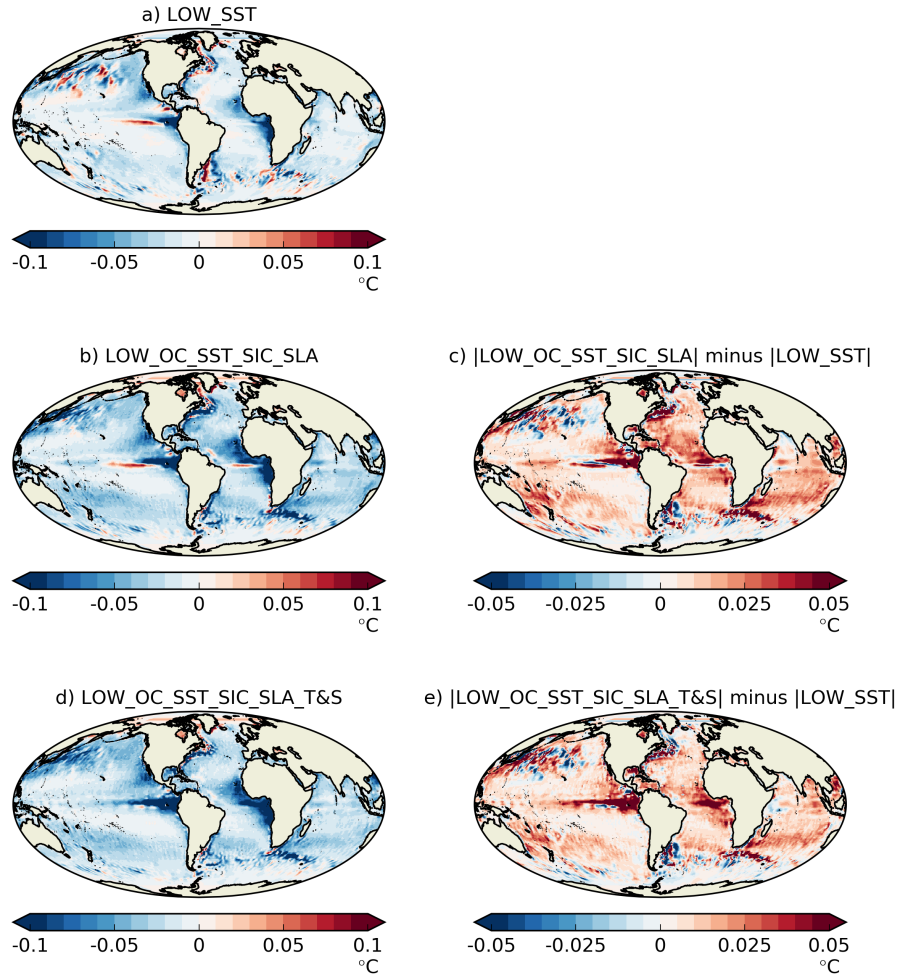 a) LOW_SST
-0.1 -0.05 0 0.05 0.1
°C
b) LOW_OC_SST_SIC_SLA
c) |LOW_OC_SST_SIC_SLA| minus |LOW_SST|
-0.1 -0.05 0 0.05 0.1
°C
-0.05 -0.025 0 0.025 0.05
°C
d) LOW_OC_SST_SIC_SLA_T&S
e) |LOW_OC_SST_SIC_SLA_T&S| minus |LOW_SST|
-0.1 -0.05 0 0.05 0.1
°C
-0.05 -0.025 0 0.025 0.05
°C